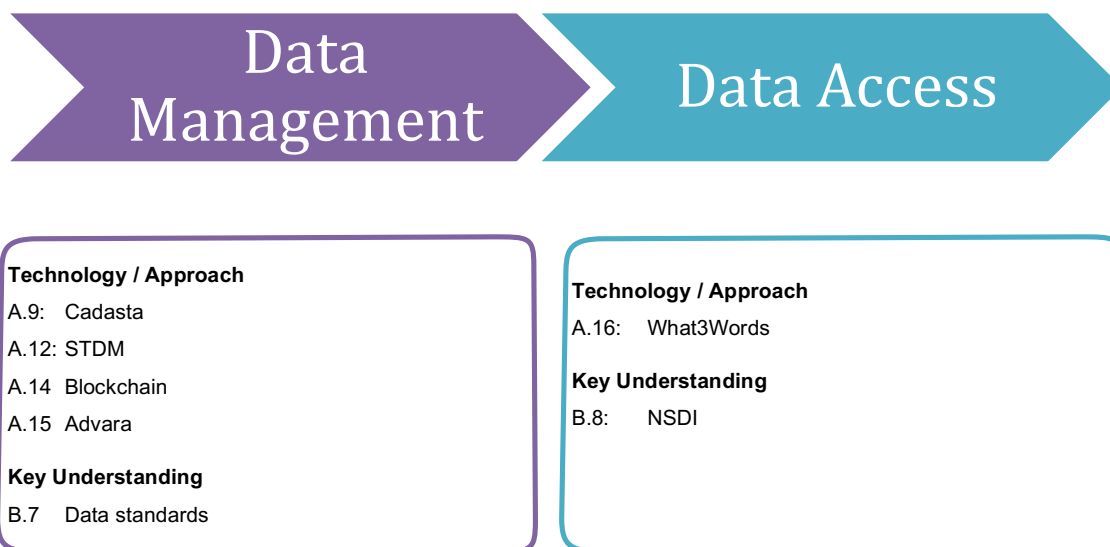 Data
Management
Data Access
Technology / Approach
A.9: Cadasta
A.12: STDM
A.14 Blockchain
A.15 Advara
Key Understanding
B.7 Data standards
Technology / Approach
A.16: What3Words
Key Understanding
B.8: NSDI